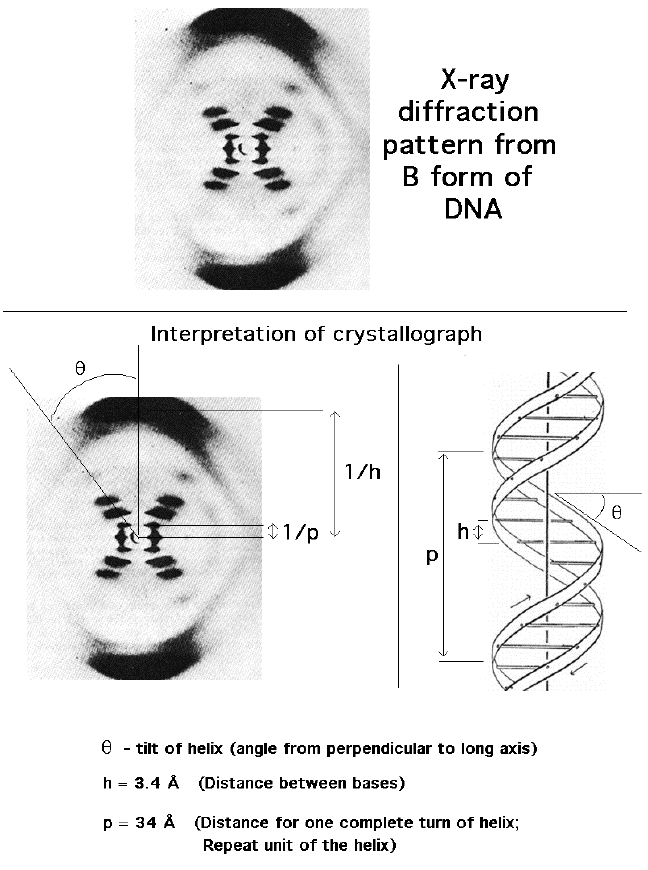 X-ray
diffraction
pattern from
B form of
DNA
Interpretation of crystallograph
θ
1/h
1/p
p
h
θ
θ - tilt of helix (angle from perpendicular to long axis)
h = 3.4 Å (Distance between bases)
p = 34 Å (Distance for one complete turn of helix;
Repeat unit of the helix)